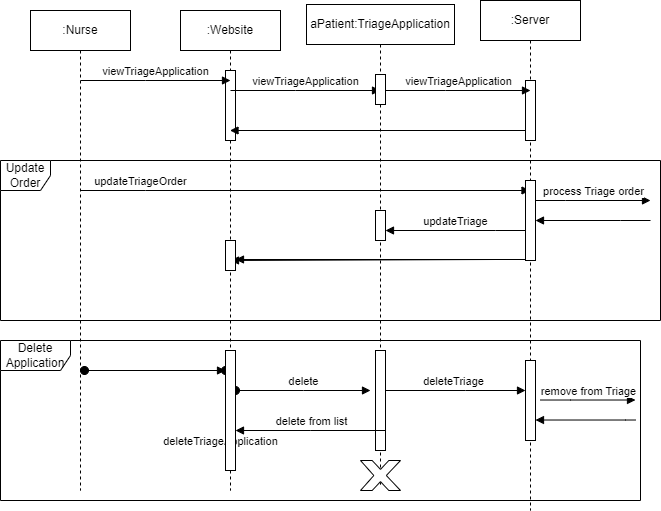 :Nurse
:Website
aPatient:TriageApplication
:Server
viewTriageApplication
viewTriageApplication
viewTriageApplication
Update
Order
updateTriageOrder
process Triage order
updateTriage
Delete
Application
delete
deleteTriage
remove from Triage
delete from list
deleteTriageApplication